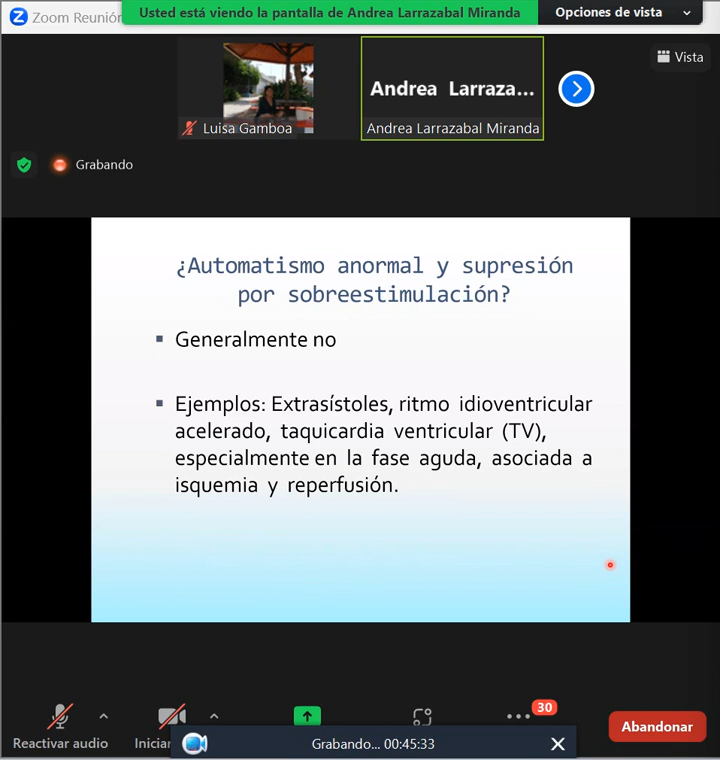 Zoom Reunión
Usted está viendo la pantalla de Andrea Larrazabal Miranda
Opciones de vista
Andrea Larraza...
Vista
Luisa Gamboa
Andrea Larrazabal Miranda
Grabando
¿Automatismo anormal y supresión
por sobreestimulación?
Generalmente no
Ejemplos: Extrasístoles, ritmo idioventricular
acelerado, taquicardia ventricular (TV),
especialmente en la fase aguda, asociada a
isquemia y reperfusión.
30
Reactivar audio
Iniciar
Grabando... 00:45:33
Abandonar